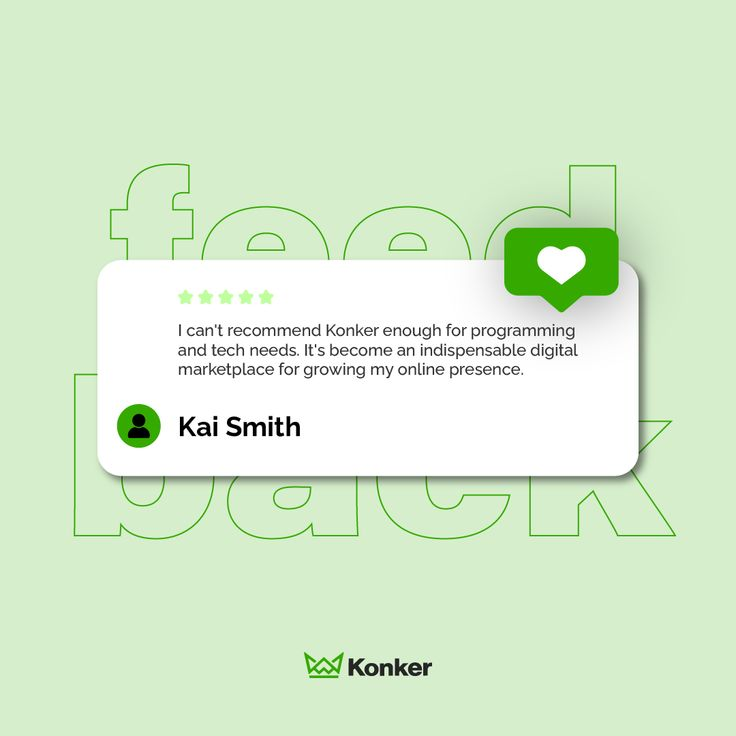 feed
I can't recommend Konker enough for programming
and tech needs. It's become an indispensable digital
marketplace for growing my online presence.
Kai Smith
back
Konker